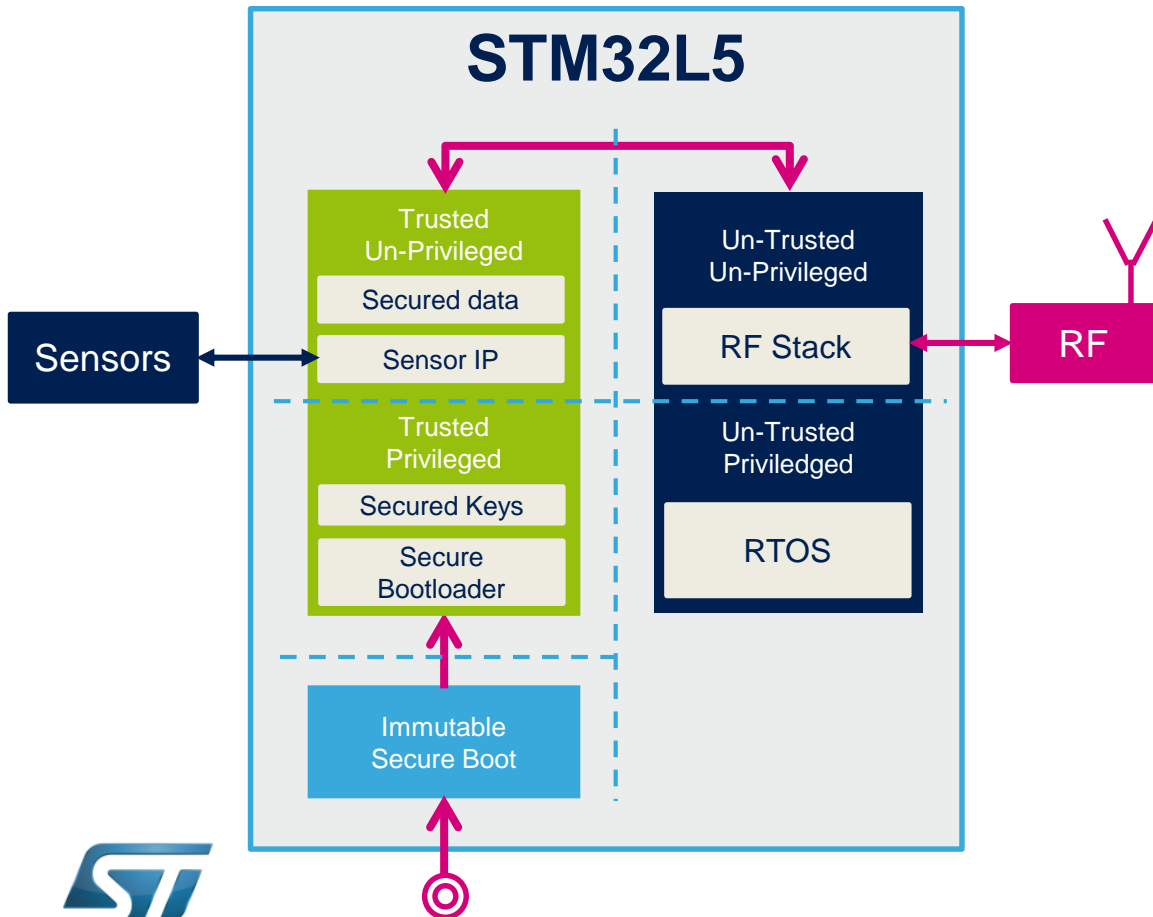 STM32L5
Trusted
Un-Privileged
Secured data
Sensor IP
Trusted
Privileged
Secured Keys
Secure
Bootloader
Un-Trusted
Un-Privileged
RF Stack
Un-Trusted
Priviledged
RTOS
Sensors
RF
Immutable
Secure Boot
ST